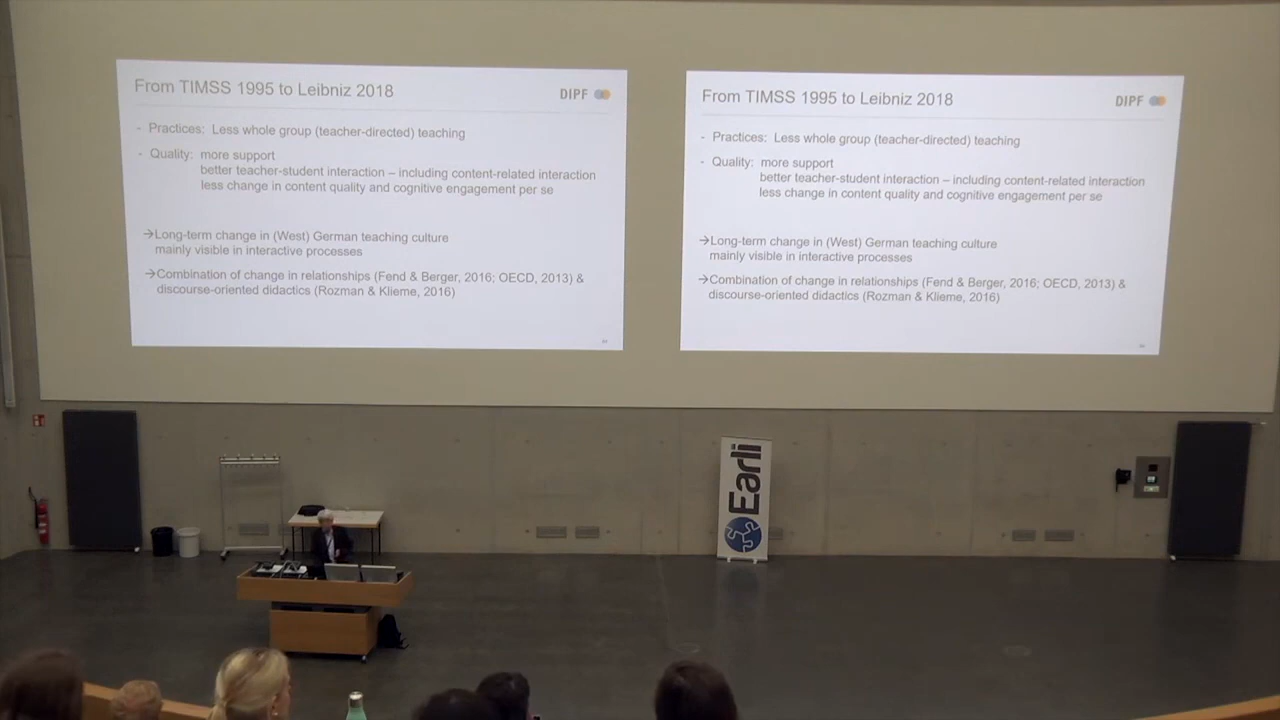 From TIMSS 1995 to Leibniz 2018
DIPF
- Practices: Less whole group (teacher-directed) teaching
- Quality: more support
better teacher-student interaction – including content-related interaction
less change in content quality and cognitive engagement per se
→Long-term change in (West) German teaching culture
mainly visible in interactive processes
→Combination of change in relationships (Fend & Berger, 2016; OECD, 2013) &
discourse-oriented didactics (Rozman & Klieme, 2016)
From TIMSS 1995 to Leibniz 2018
DIPF
- Practices: Less whole group (teacher-directed) teaching
- Quality: more support
better teacher-student interaction – including content-related interaction
less change in content quality and cognitive engagement per se
→Long-term change in (West) German teaching culture
mainly visible in interactive processes
→Combination of change in relationships (Fend & Berger, 2016; OECD, 2013) &
discourse-oriented didactics (Rozman & Klieme, 2016)
Earli